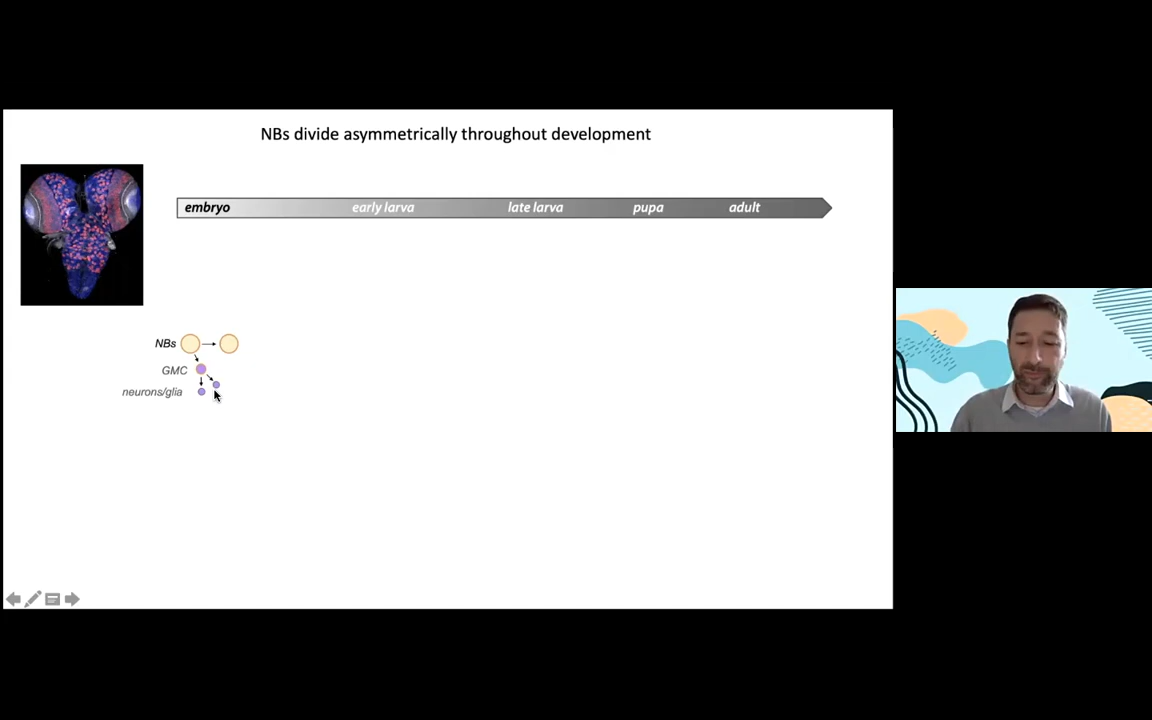 NBs divide asymmetrically throughout development
embryo early larva late larva pupa adult
NBs
GMC
neurons/glia